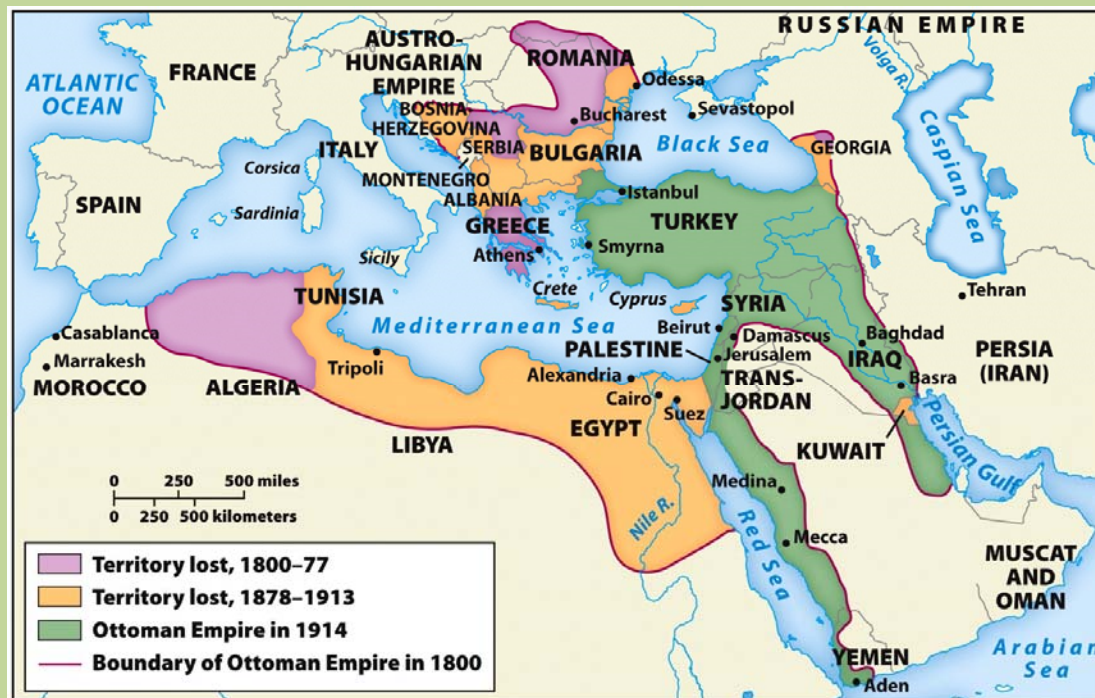 RUSSIAN EMPIRE
AUSTRO-
HUNGARIAN
EMPIRE
ROMANIA
Volga R.
FRANCE
ATLANTIC
OCEAN
Odessa
Sevastopol
Bucharest
BOSNIA-
HERZEGOVINA
SERBIA
Caspian Sea
ITALY
BULGARIA
Black Sea
GEORGIA
Corsica
MONTENEGRO
ALBANIA
Istanbul
SPAIN
Sardinia
GREECE
TURKEY
Athens
Smyrna
Sicily
Tehran
TUNISIA
Crete
Cyprus
SYRIA
Casablanca
Mediterranean Sea
Beirut
Damascus
Baghdad
Marrakesh
PALESTINE
Jerusalem
IRAQ
PERSIA
(IRAN)
MOROCCO
ALGERIA
Tripoli
Alexandria
TRANS-
JORDAN
Basra
Cairo
Suez
EGYPT
LIBYA
KUWAIT
Persian Gulf
0 250 500 miles
0 250 500 kilometers
Medina
Nile R.
Red Sea
Mecca
MUSCAT
AND
OMAN
Territory lost, 1800–77
Territory lost, 1878–1913
Ottoman Empire in 1914
Boundary of Ottoman Empire in 1800
YEMEN
Aden
Arabian
Sea